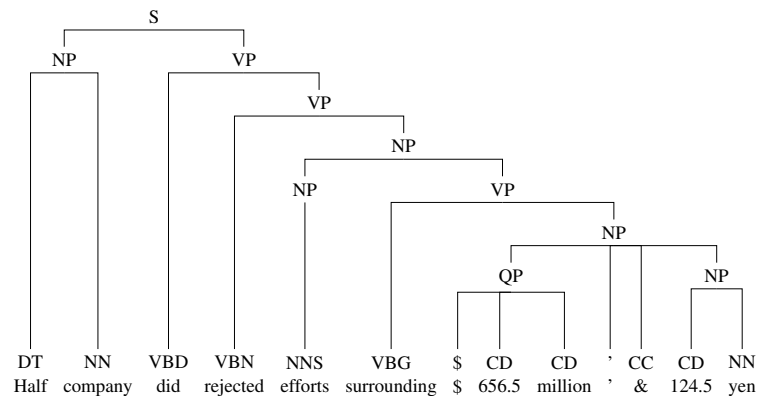 S
NP VP
VP
NP
NP VP
NP
QP NP
DT NN VBD VBN NNS VBG $ CD CD ’ CC CD NN
Half company did rejected efforts surrounding $ 656.5 million ’ & 124.5 yen